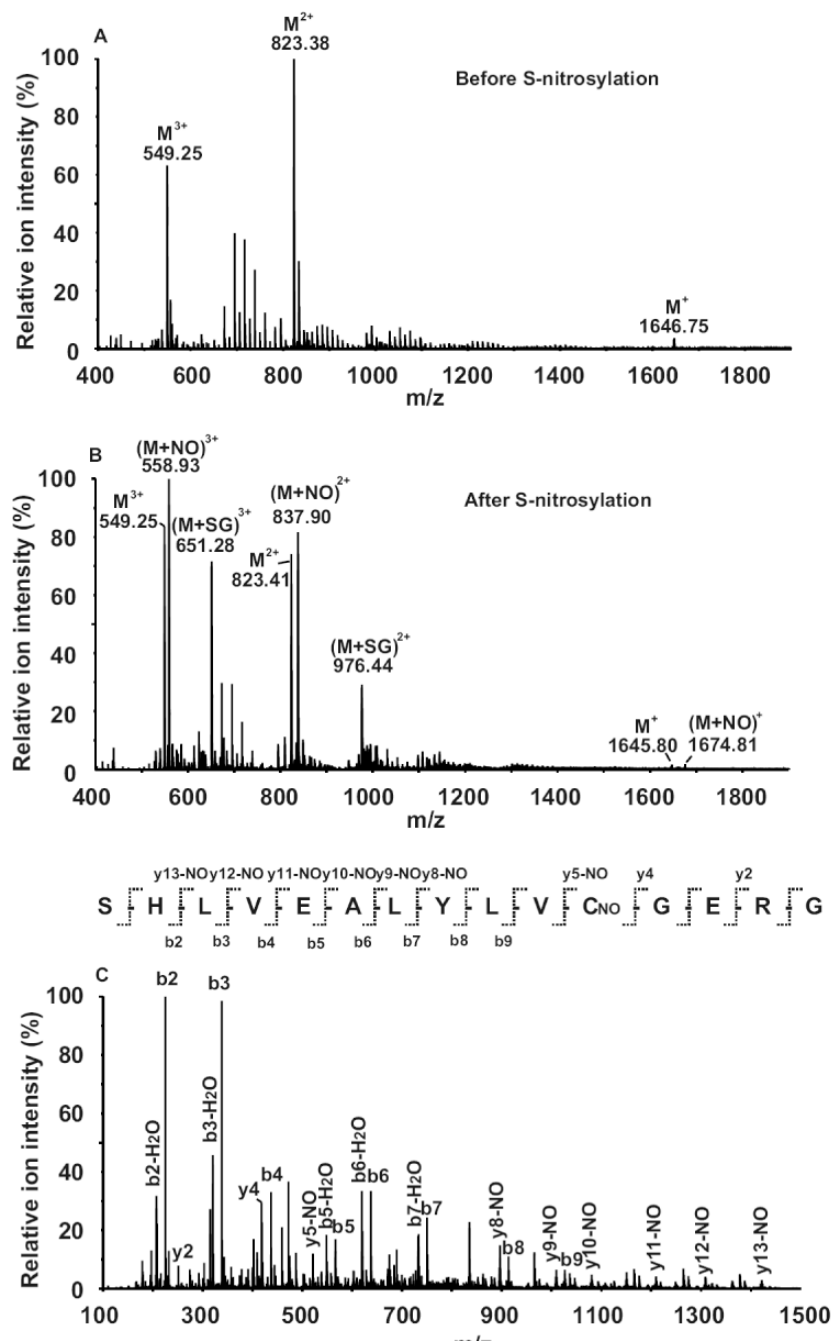 A
M2+
823.38
Before S-nitrosylation
M3+
549.25
M+
1646.75
Relative ion intensity (%)
100
80
60
40
20
0
400 600 800 1000 1200 1400 1600 1800
m/z
B
(M+NO)3+
558.93
After S-nitrosylation
M3+
549.25
(M+SG)3+
651.28
(M+NO)2+
837.90
M2+
823.41
(M+SG)2+
976.44
M+
1645.80
(M+NO)+
1674.81
Relative ion intensity (%)
100
80
60
40
20
0
400 600 800 1000 1200 1400 1600 1800
m/z
y13-NO y12-NO y11-NO y10-NO y9-NO y8-NO y5-NO y4 y2
S H L V E A L Y L V CNO G E R G
b2 b3 b4 b5 b6 b7 b8 b9
C
Relative ion intensity (%)
100
80
60
40
20
0
b2-H2O
b2
y2
b3-H2O
b3
y4
b4
y5-NO
b5-H2O
b5
b6-H2O
b6
b7-H2O
b7
y8-NO
b8
y9-NO
b9
y10-NO
y11-NO
y12-NO
y13-NO
100 300 500 700 900 1100 1300 1500